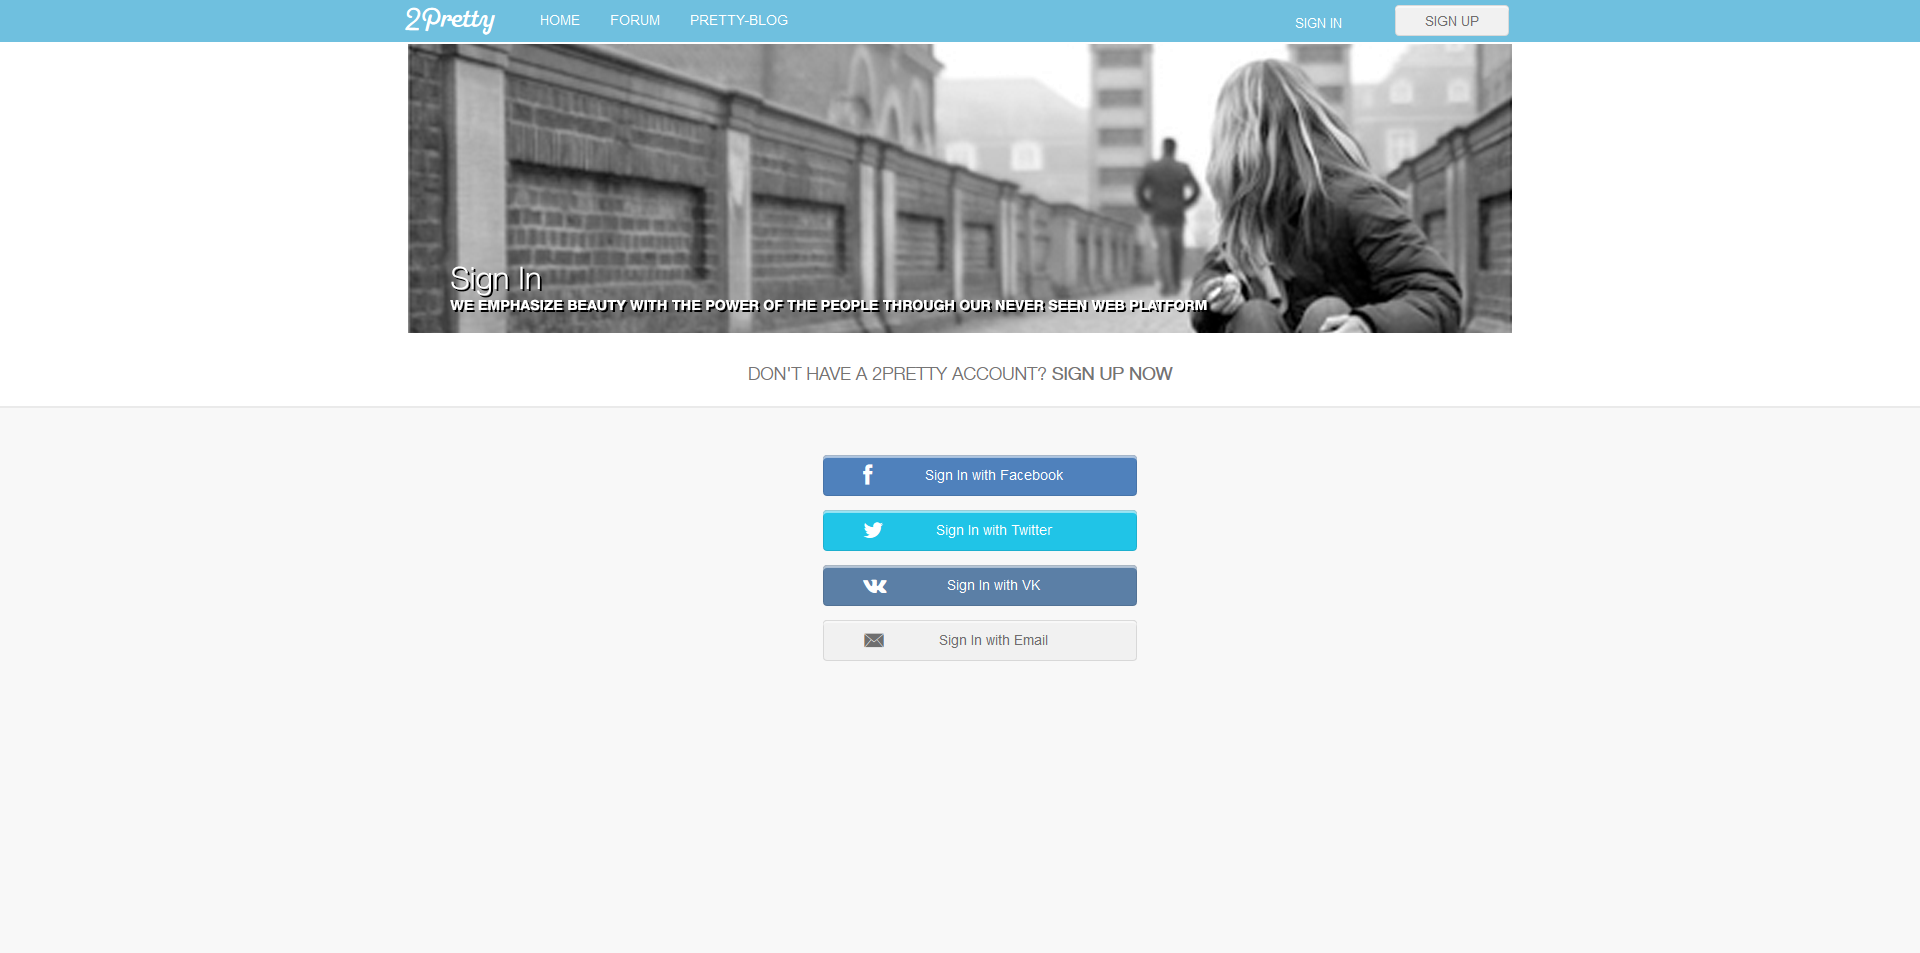 2Pretty HOME FORUM PRETTY-BLOG SIGN IN SIGN UP
Sign In
WE EMPHASIZE BEAUTY WITH THE POWER OF THE PEOPLE THROUGH OUR NEVER SEEN WEB PLATFORM
DON'T HAVE A 2PRETTY ACCOUNT? SIGN UP NOW
Sign In with Facebook
Sign In with Twitter
Sign In with VK
Sign In with Email